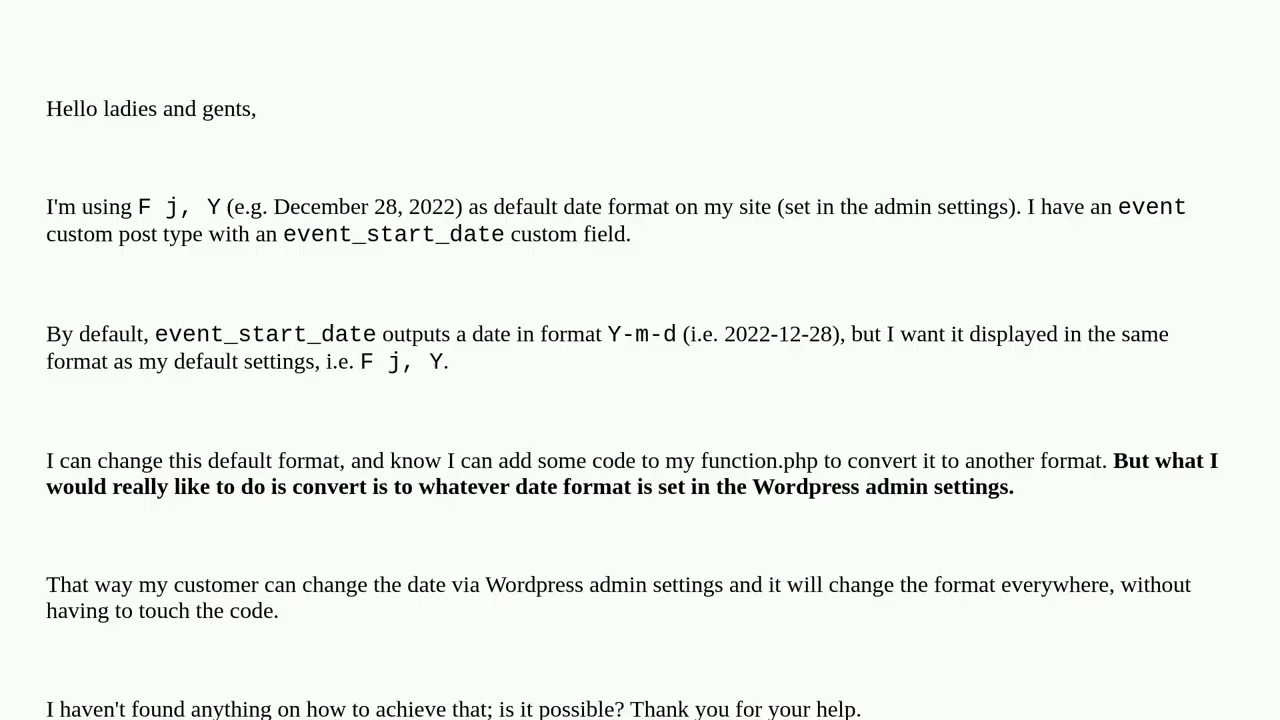 Hello ladies and gents,
I'm using F j, Y (e.g. December 28, 2022) as default date format on my site (set in the admin settings). I have an event
custom post type with an event_start_date custom field.
By default, event_start_date outputs a date in format Y-m-d (i.e. 2022-12-28), but I want it displayed in the same
format as my default settings, i.e. F j, Y.
I can change this default format, and know I can add some code to my function.php to convert it to another format. But what I
would really like to do is convert is to whatever date format is set in the Wordpress admin settings.
That way my customer can change the date via Wordpress admin settings and it will change the format everywhere, without
having to touch the code.
I haven't found anything on how to achieve that; is it possible? Thank you for your help.